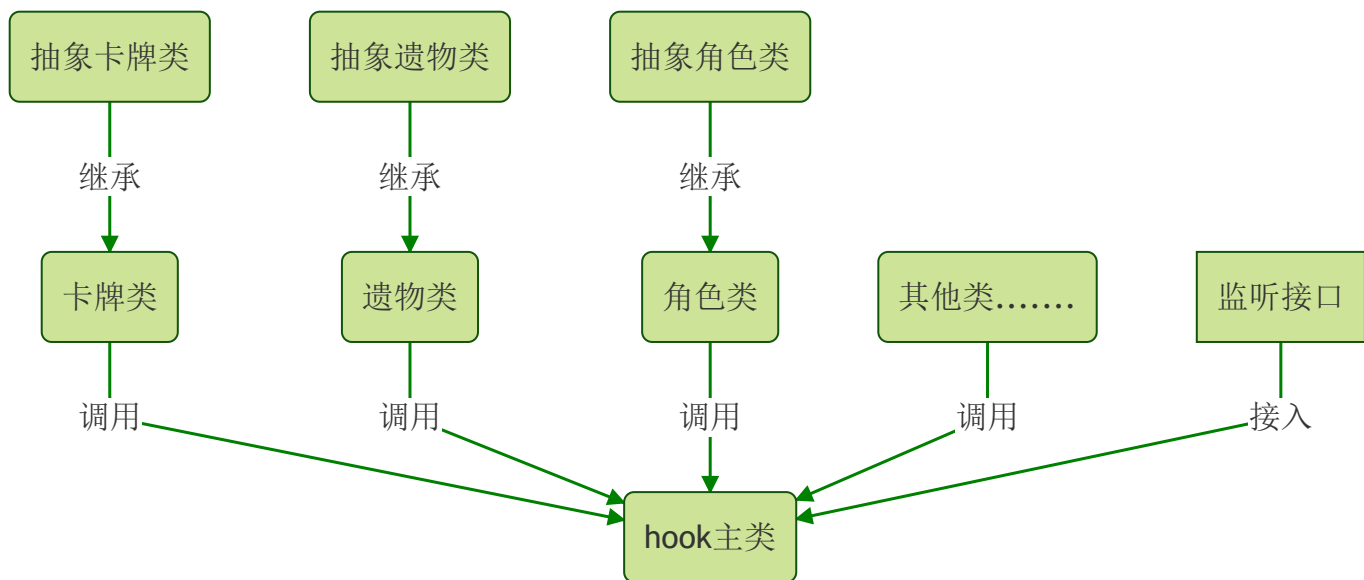 抽象卡牌类
抽象遗物类
抽象角色类
继承
继承
继承
卡牌类
遗物类
角色类
其他类.......
监听接口
调用
调用
调用
调用
接入
hook主类